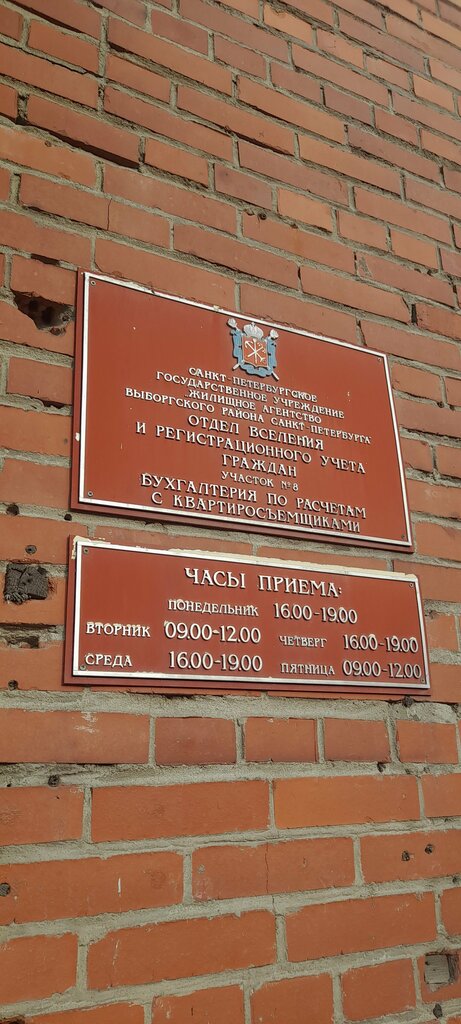 САНКТ-ПЕТЕРБУРГСКОЕ
ГОСУДАРСТВЕННОЕ УЧРЕЖДЕНИЕ
„ЖИЛИЩНОЕ АГЕНТСТВО
ВЫБОРГСКОГО РАЙОНА САНКТ-ПЕТЕРБУРГА"
ОТДЕЛ ВСЕЛЕНИЯ
И РЕГИСТРАЦИОННОГО УЧЕТА
ГРАЖДАН
УЧАСТОК №8
БУХГАЛТЕРИЯ ПО РАСЧЕТАМ
С КВАРТИРОСЪЕМЩИКАМИ
ЧАСЫ ПРИЕМА:
ПОНЕДЕЛЬНИК 16.00-19.00
ВТОРНИК 09.00-12.00 ЧЕТВЕРГ 16.00-19.00
СРЕДА 16.00-19.00 ПЯТНИЦА 09.00-12.00